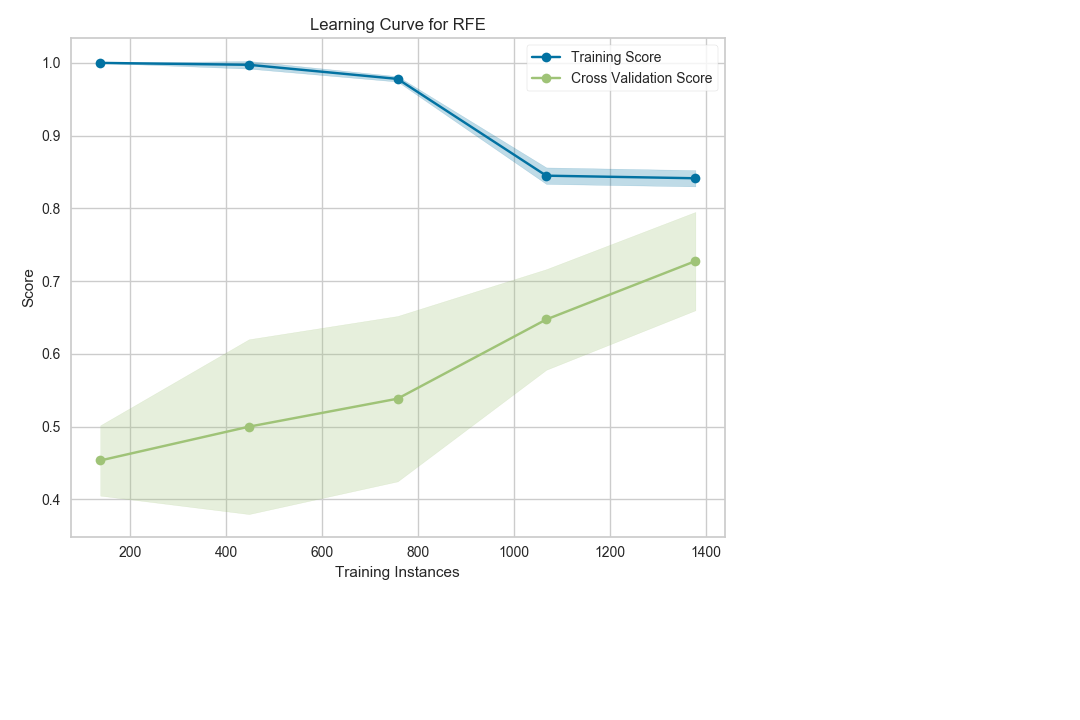 Learning Curve for RFE
Training Score
Cross Validation Score
1.0
0.9
0.8
0.7
0.6
0.5
0.4
Score
200 400 600 800 1000 1200 1400
Training Instances